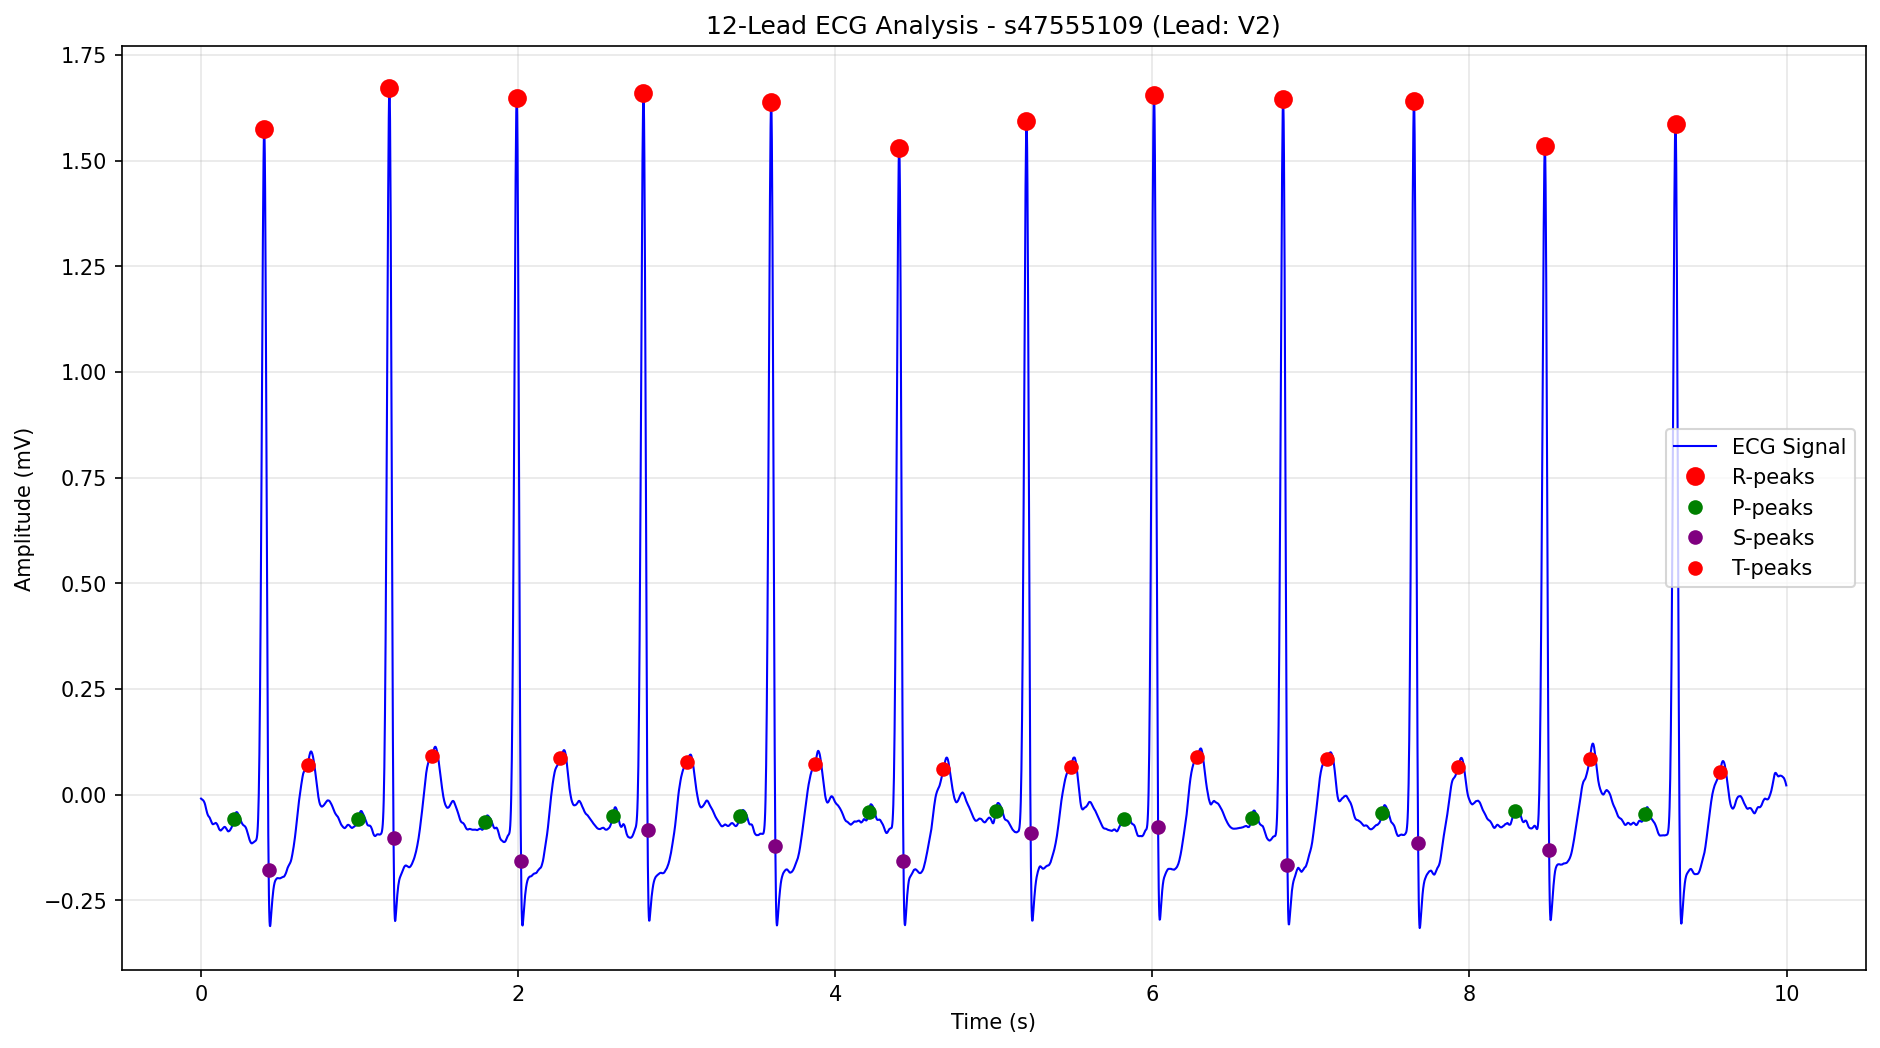 12-Lead ECG Analysis - s47555109 (Lead: V2)
1.75
1.50
1.25
1.00
0.75
0.50
0.25
0.00
−0.25
Amplitude (mV)
ECG Signal
R-peaks
P-peaks
S-peaks
T-peaks
0 2 4 6 8 10
Time (s)